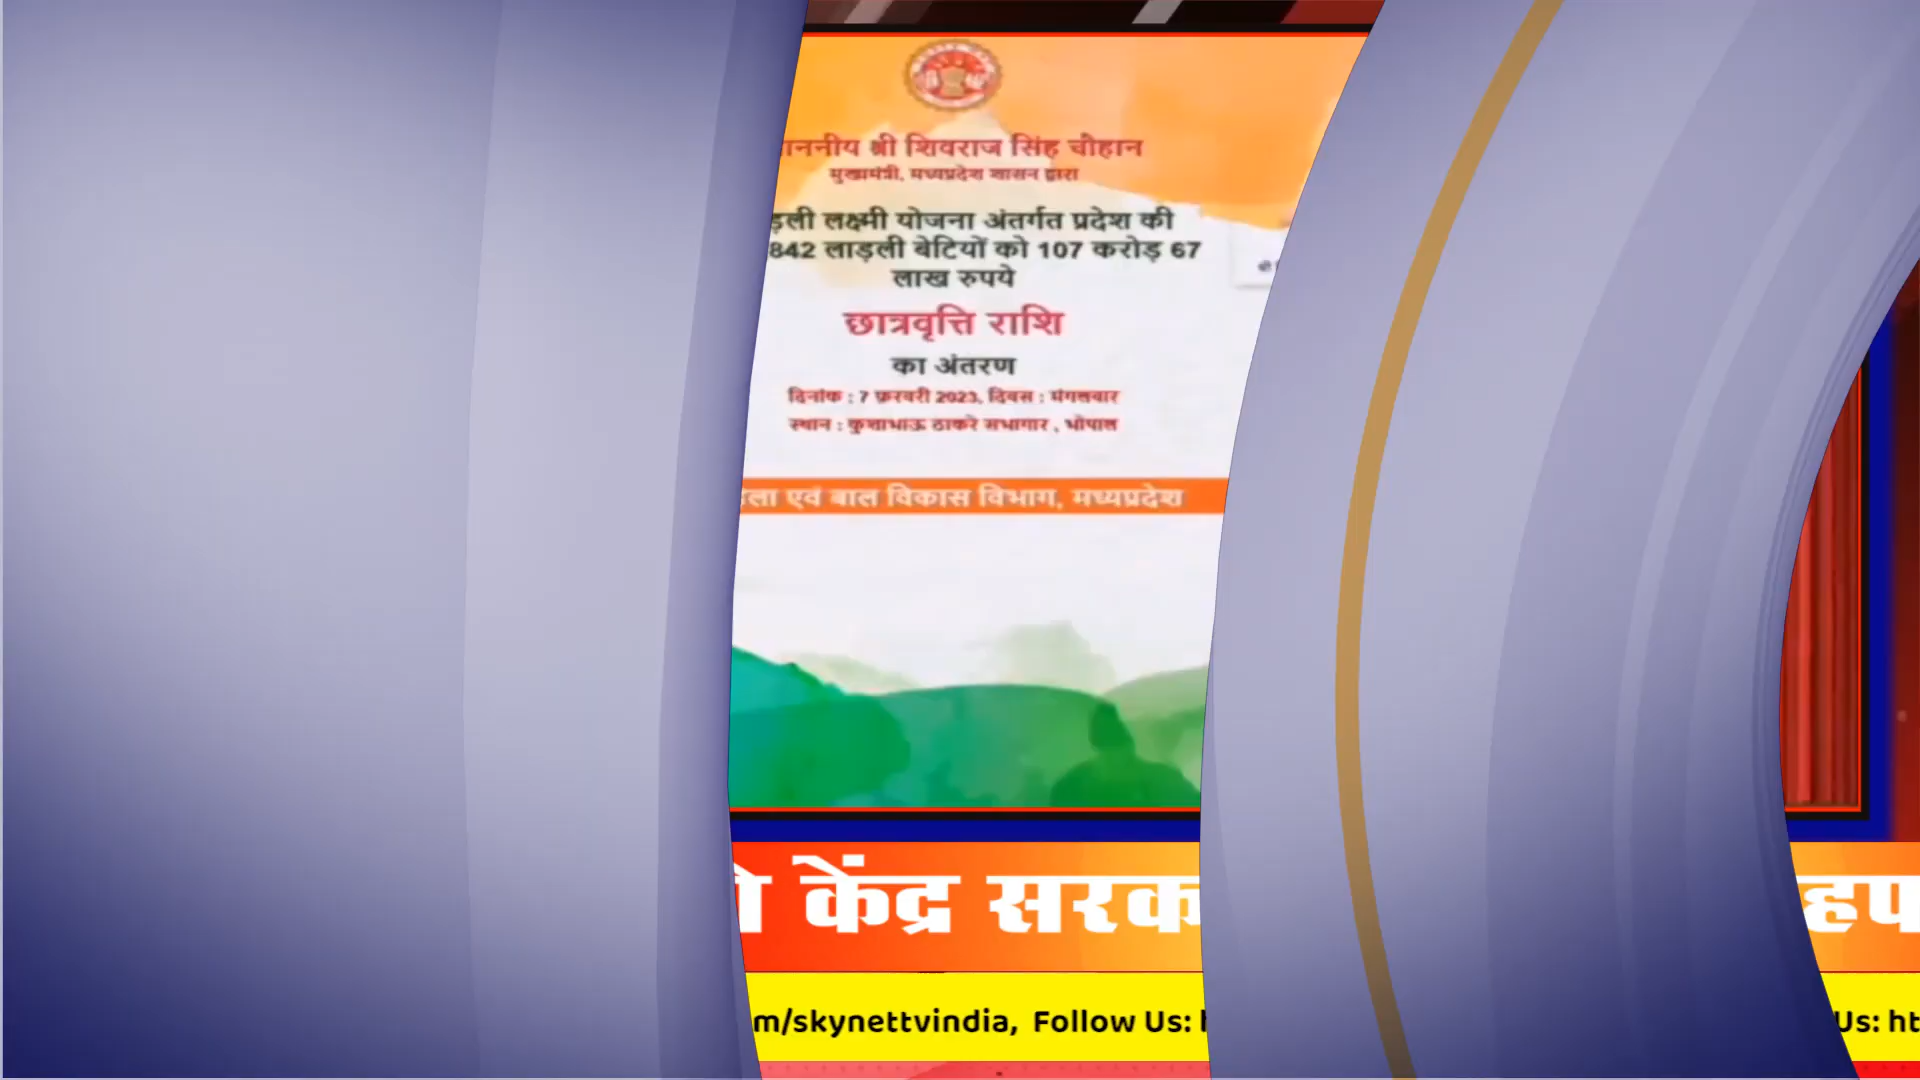 ाननीय श्री शिवराज सिंह चौहान
मुख्यमंत्री, मध्यप्रदेश शासन द्वारा
ड़ली लक्ष्मी योजना अंतर्गत प्रदेश की
842 लाड़ली बेटियों को 107 करोड़ 67
लाख रुपये
छात्रवृत्ति राशि
का अंतरण
दिनांक : 7 फ़रवरी 2023, दिवस : मंगलवार
स्थान : कुशाभाऊ ठाकरे सभागार , भोपाल
ला एवं बाल विकास विभाग, मध्यप्रदेश
केंद्र सरक हप
m/skynettvindia, Follow Us: Us: ht